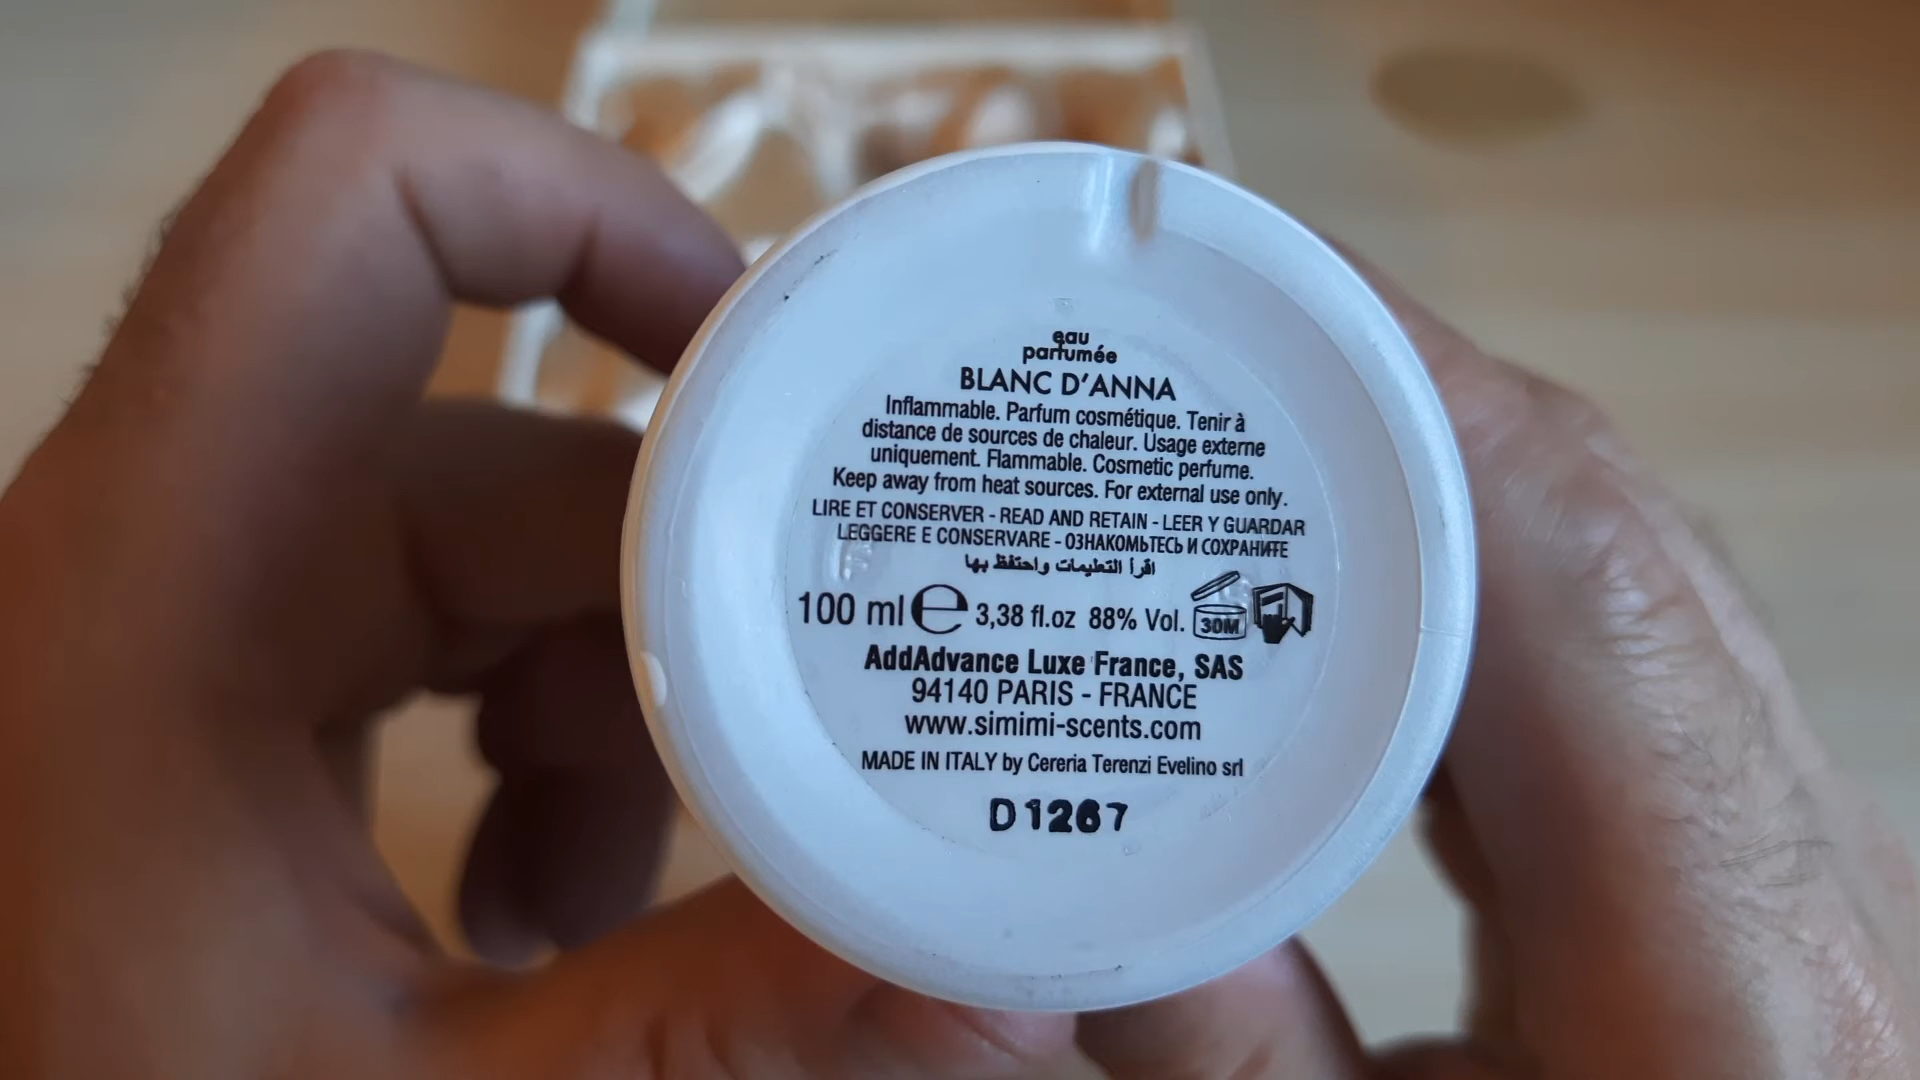 eau
parfumée
BLANC D'ANNA
Inflammable. Parfum cosmétique. Tenir à
distance de sources de chaleur. Usage externe
uniquement. Flammable. Cosmetic perfume.
Keep away from heat sources. For external use only.
LIRE ET CONSERVER - READ AND RETAIN - LEER Y GUARDAR
LEGGERE E CONSERVARE - ОЗНАКОМЬТЕСЬ И СОХРАНИТЕ
اقرأ التعليمات واحتفظ بها
100 ml ℮ 3,38 fl.oz 88% Vol. 30M
AddAdvance Luxe France, SAS
94140 PARIS - FRANCE
www.simimi-scents.com
MADE IN ITALY by Cereria Terenzi Evelino srl
D1267